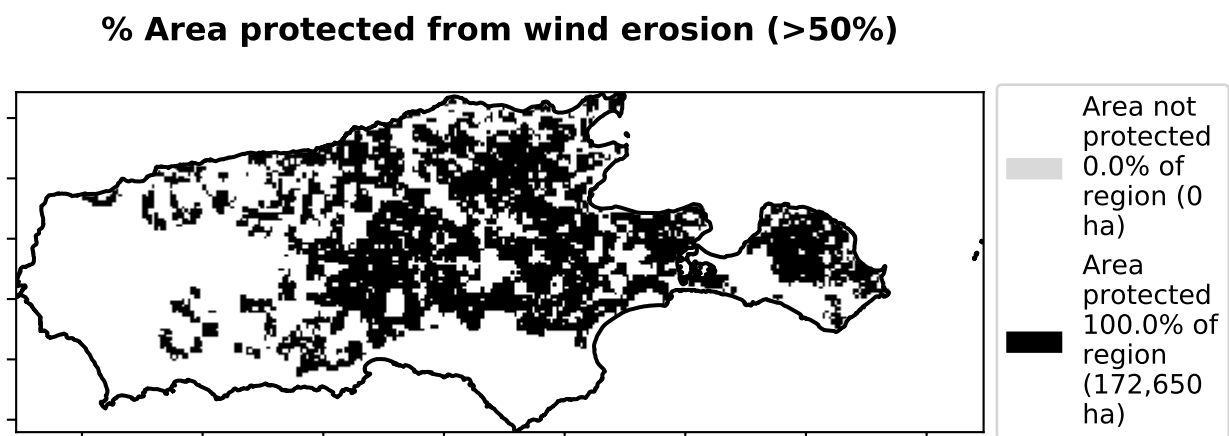 % Area protected from wind erosion (>50%)
Area not
protected
0.0% of
region (0
ha)
Area
protected
100.0% of
region
(172,650
ha)